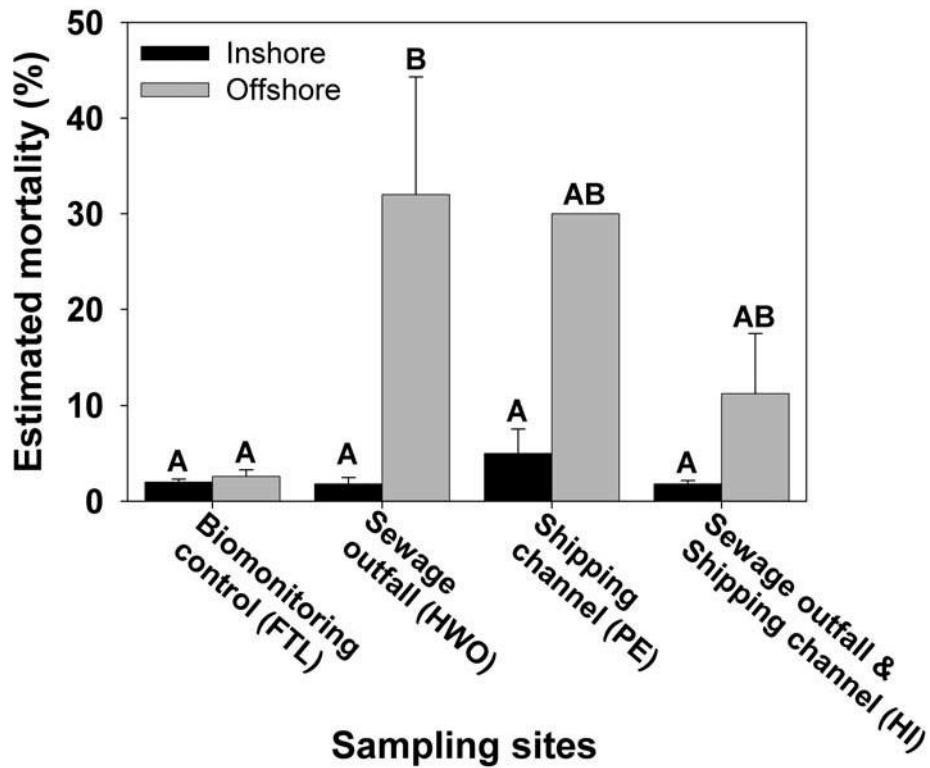 Estimated mortality (%)
50
40
30
20
10
0
Inshore
Offshore
A
A
A
B
A
AB
A
AB
Biomonitoring
control (FTL)
Sewage
outfall (HWO)
Shipping
channel (PE)
Sewage outfall &
Shipping channel (HI)
Sampling sites